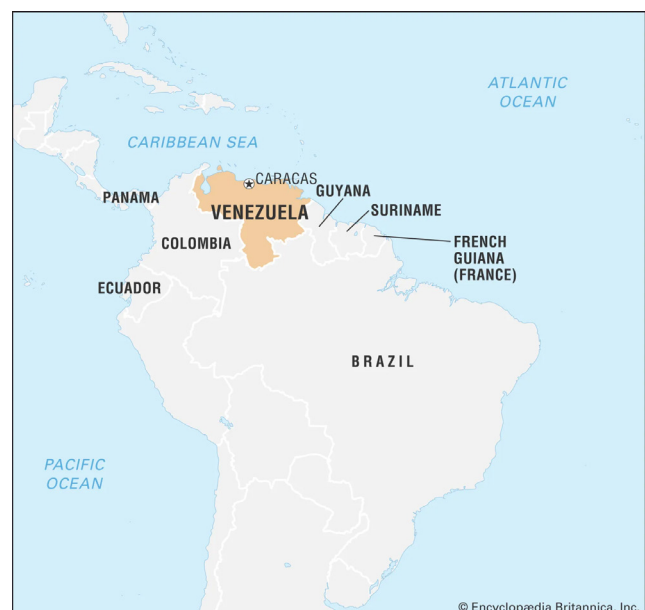 ATLANTIC
OCEAN
CARIBBEAN SEA
CARACAS
PANAMA
GUYANA
VENEZUELA
SURINAME
COLOMBIA
FRENCH
GUIANA
(FRANCE)
ECUADOR
BRAZIL
PACIFIC
OCEAN
© Encyclopædia Britannica, Inc.